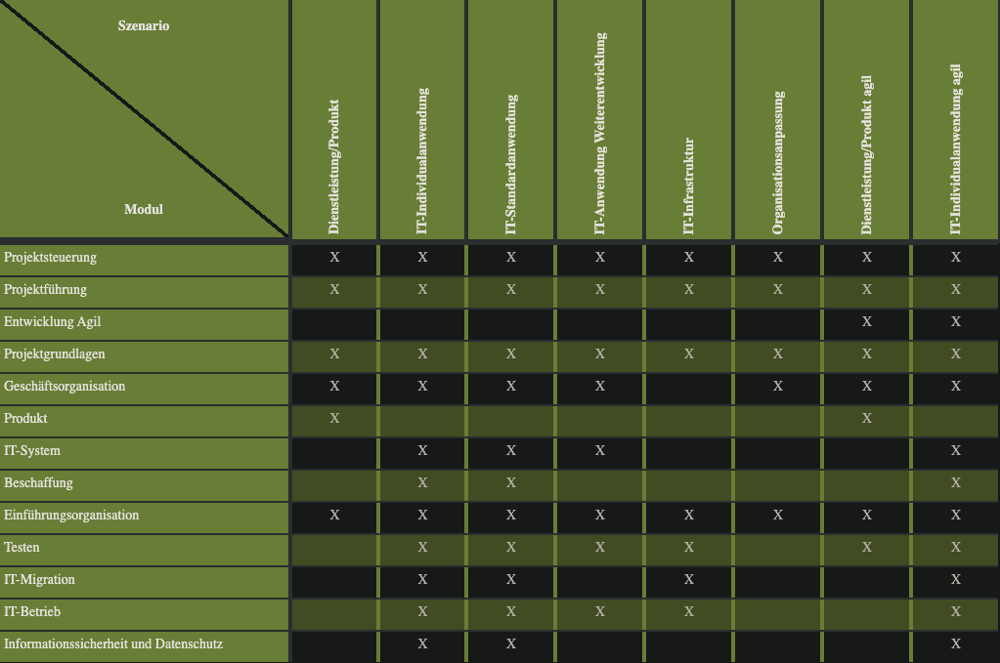 Szenario
Modul
Dienstleistung/Produkt
IT-Individualanwendung
IT-Standardanwendung
IT-Anwendung Weiterentwicklung
IT-Infrastruktur
Organisationsanpassung
Dienstleistung/Produkt agil
IT-Individualanwendung agil
Projektsteuerung X X X X X X X X
Projektführung X X X X X X X X
Entwicklung Agil X X
Projektgrundlagen X X X X X X X X
Geschäftsorganisation X X X X X X X
Produkt X X
IT-System X X X X
Beschaffung X X X
Einführungsorganisation X X X X X X X X
Testen X X X X X X
IT-Migration X X X X
IT-Betrieb X X X X X
Informationssicherheit und Datenschutz X X X